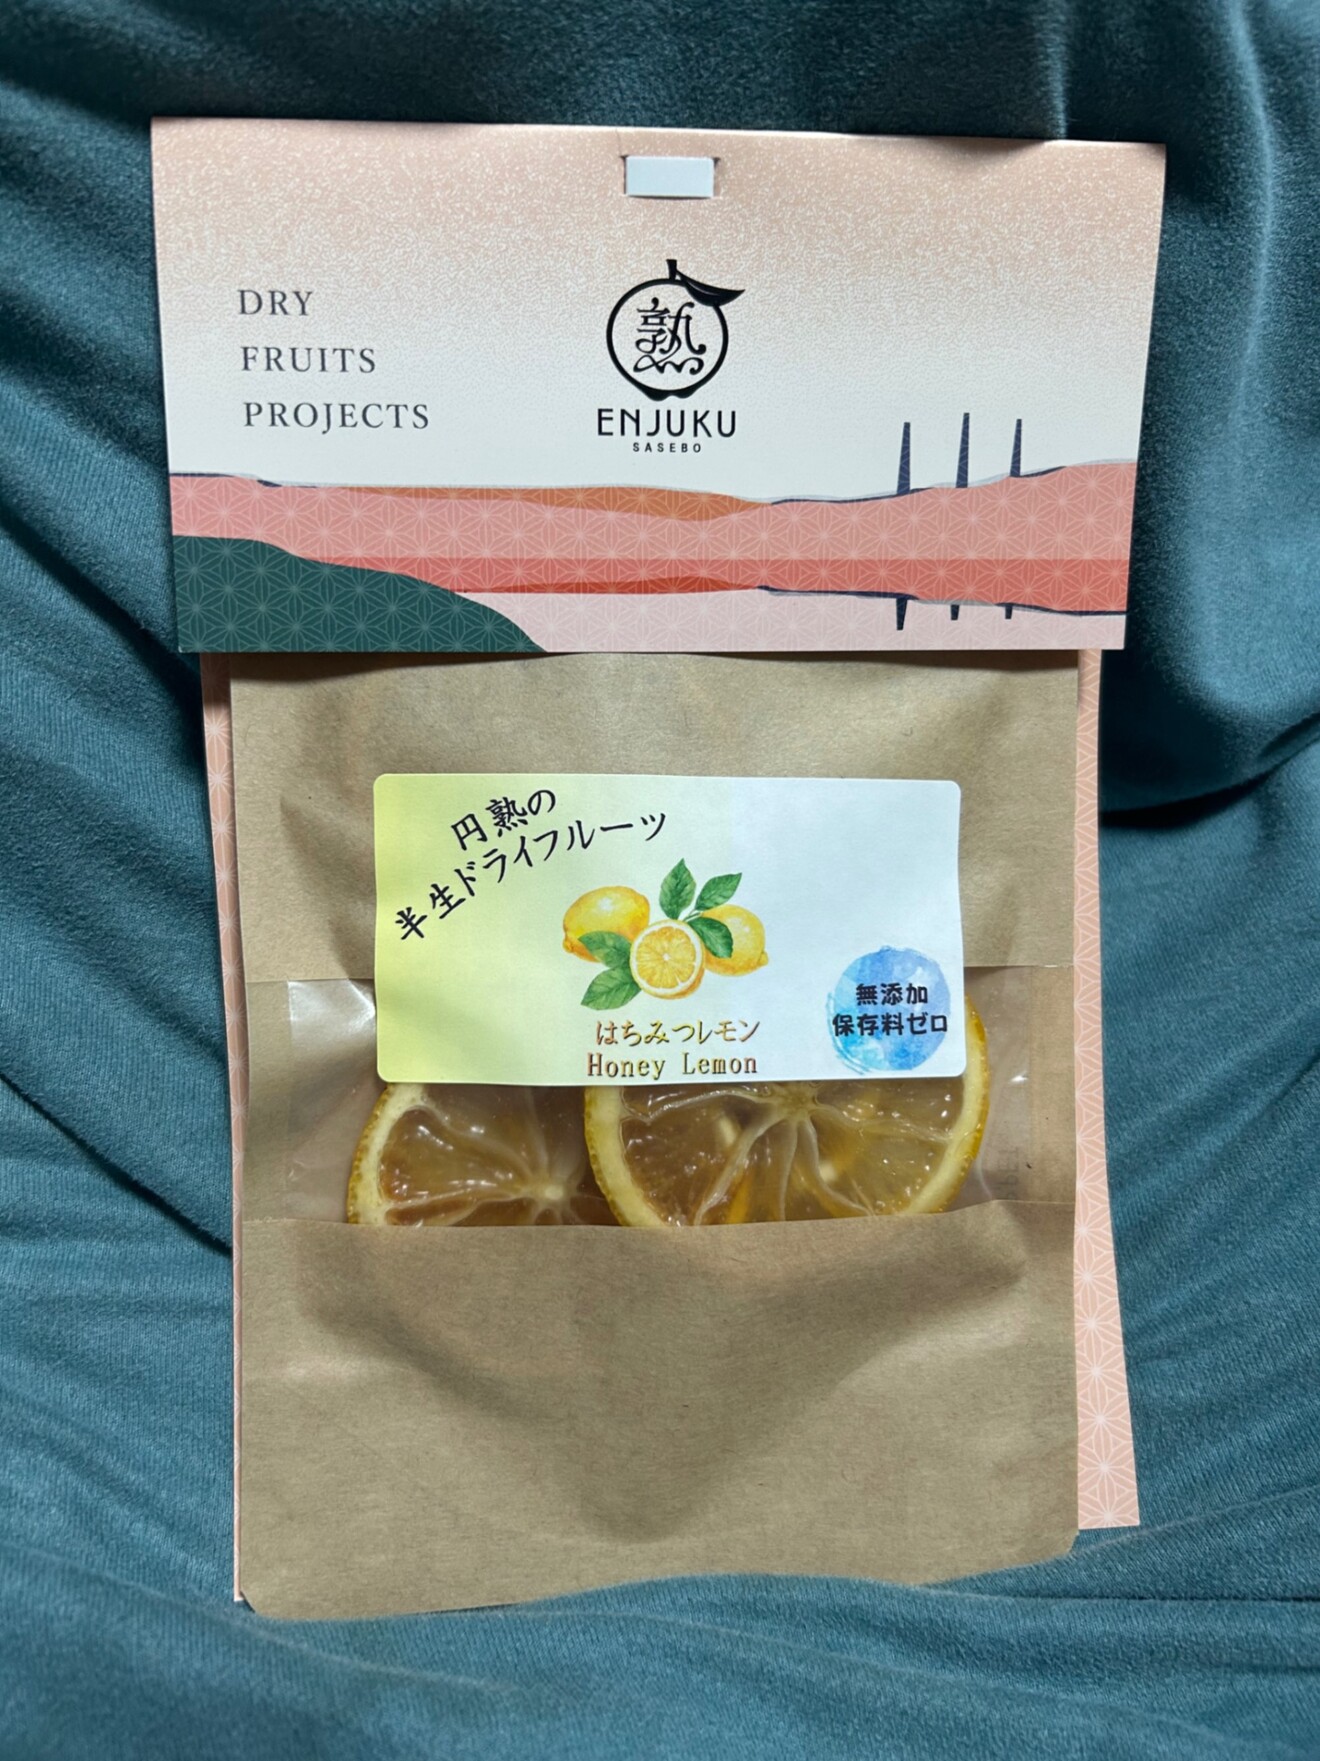 DRY
FRUITS
PROJECTS
熟
ENJUKU
SASEBO
円熟の
半生ドライフルーツ
はちみつレモン
Honey Lemon
無添加
保存料ゼロ